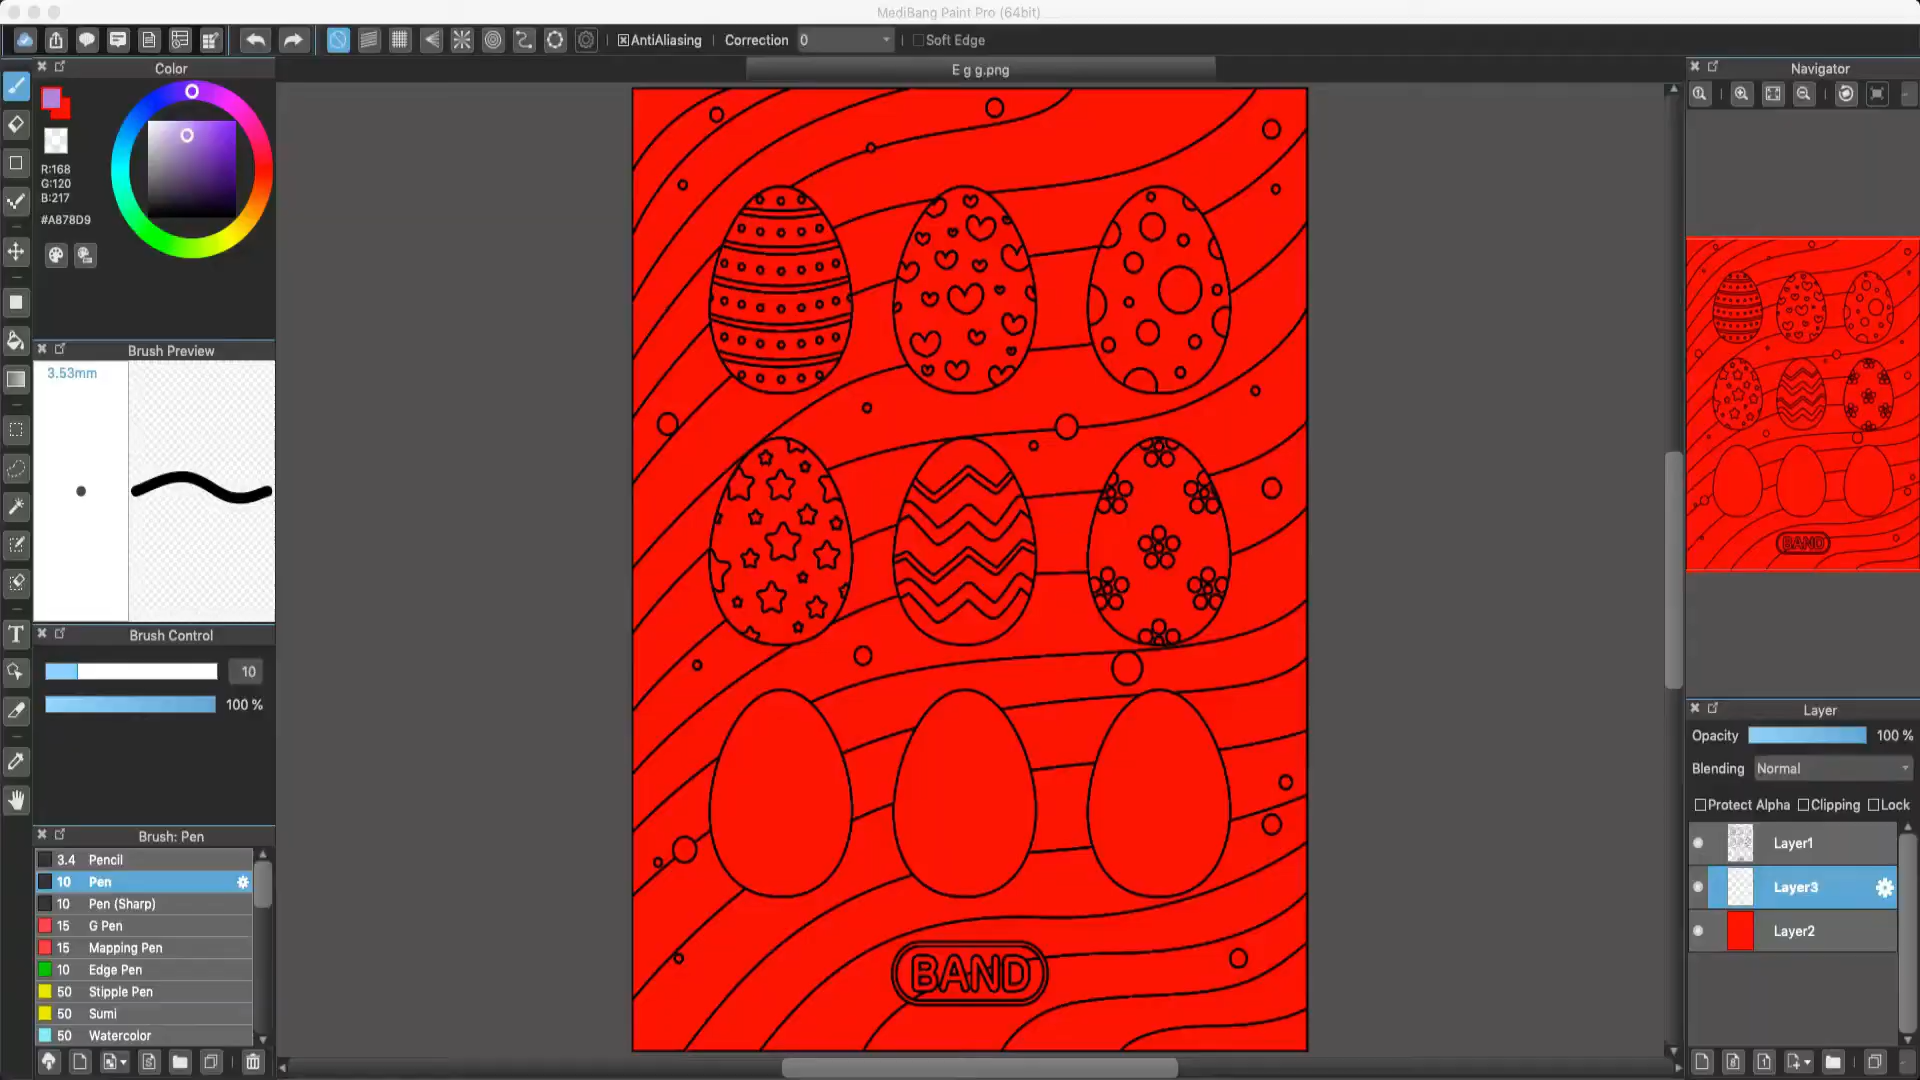 MediBang Paint Pro (64bit)
AntiAliasing Correction 0 Soft Edge
Color
E g g.png
Navigator
R:168
G:120
B:217
#A878D9
Brush Preview
3.53mm
Brush Control
10
100 %
Brush: Pen
3.4 Pencil
10 Pen
10 Pen (Sharp)
15 G Pen
15 Mapping Pen
10 Edge Pen
50 Stipple Pen
50 Sumi
50 Watercolor
BAND
BAND
Layer
Opacity 100 %
Blending Normal
Protect Alpha Clipping Lock
Layer1
Layer3
Layer2